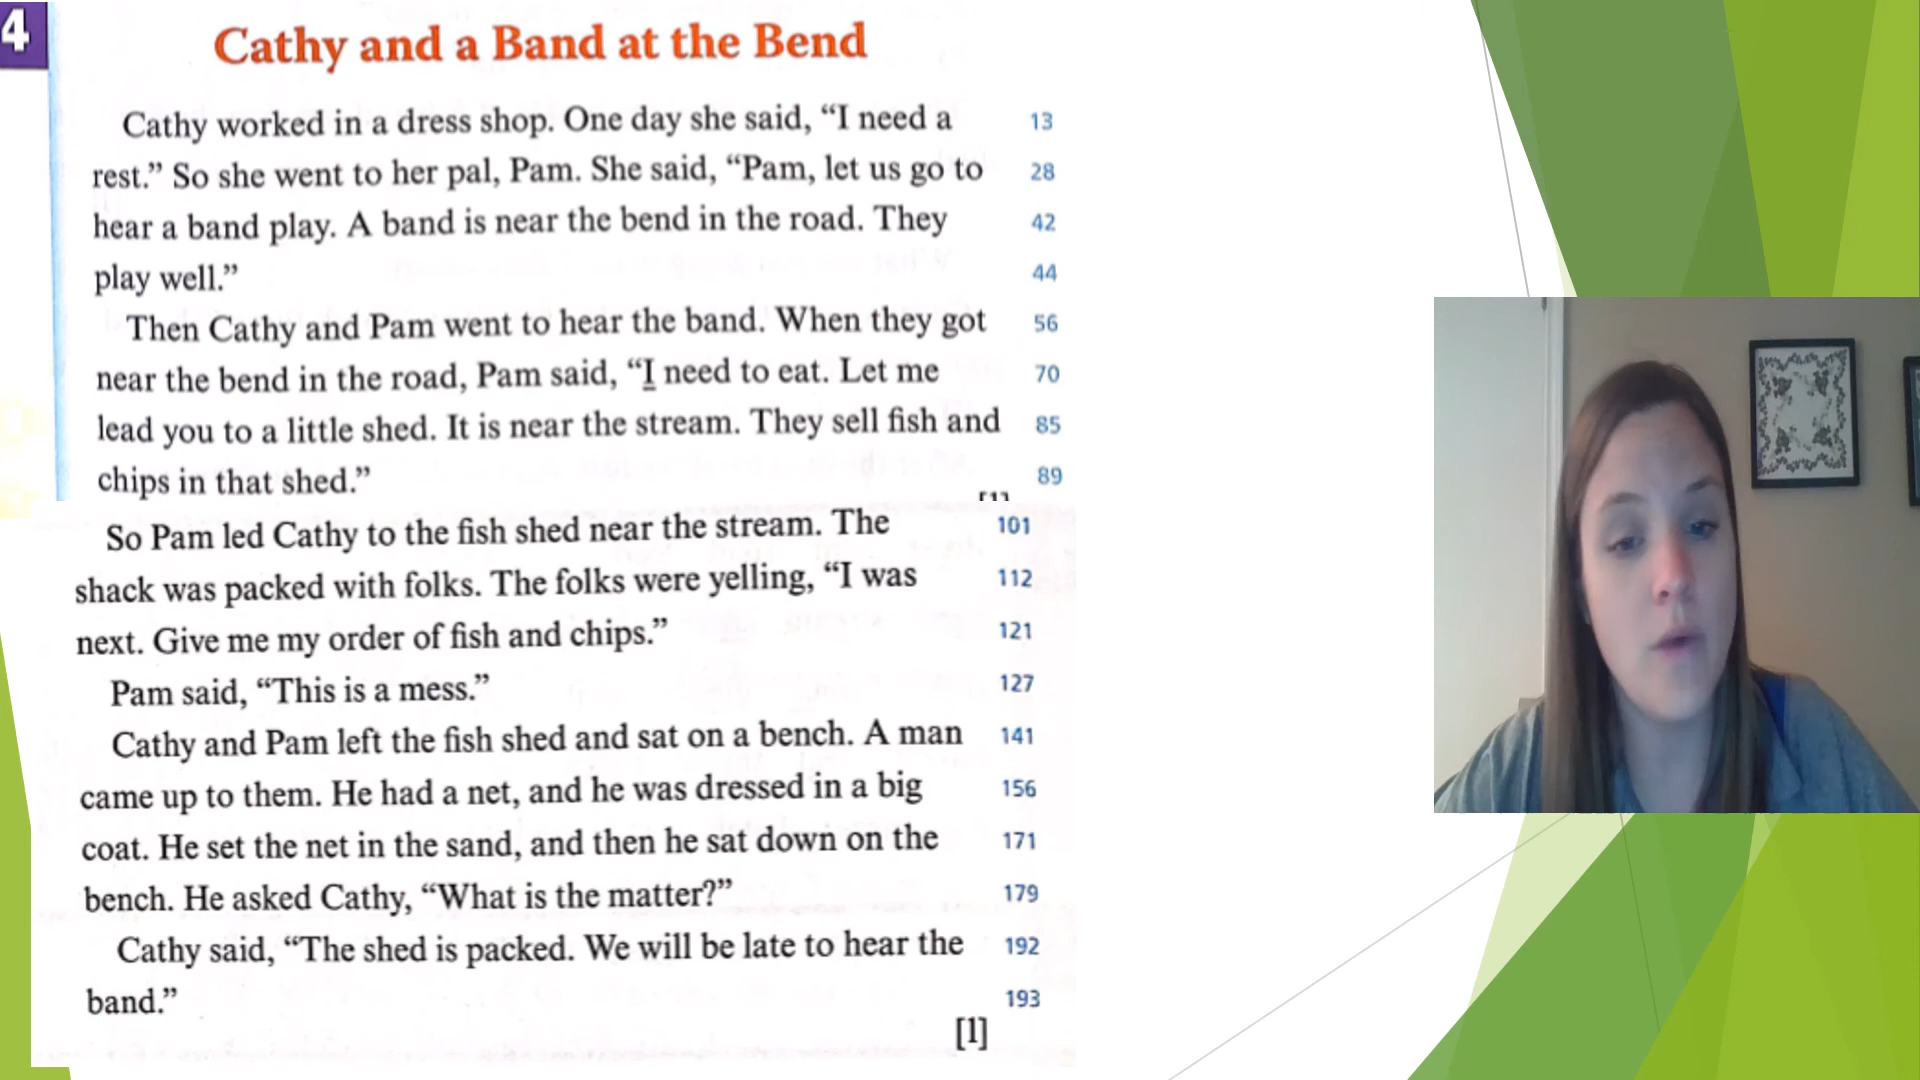 4
Cathy and a Band at the Bend
Cathy worked in a dress shop. One day she said, “I need a 13
rest.” So she went to her pal, Pam. She said, “Pam, let us go to 28
hear a band play. A band is near the bend in the road. They 42
play well.” 44
Then Cathy and Pam went to hear the band. When they got 56
near the bend in the road, Pam said, “I need to eat. Let me 70
lead you to a little shed. It is near the stream. They sell fish and 85
chips in that shed.” 89
[1]
So Pam led Cathy to the fish shed near the stream. The 101
shack was packed with folks. The folks were yelling, “I was 112
next. Give me my order of fish and chips.” 121
Pam said, “This is a mess.” 127
Cathy and Pam left the fish shed and sat on a bench. A man 141
came up to them. He had a net, and he was dressed in a big 156
coat. He set the net in the sand, and then he sat down on the 171
bench. He asked Cathy, “What is the matter?” 179
Cathy said, “The shed is packed. We will be late to hear the 192
band.” 193
[1]